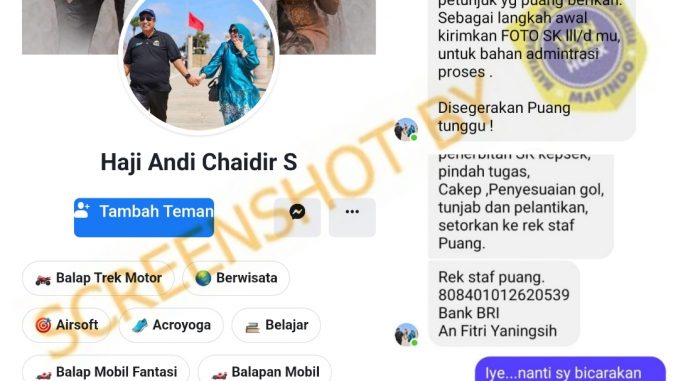 Haji Andi Chaidir S
Tambah Teman
Balap Trek Motor
Berwisata
Airsoft
Acroyoga
Belajar
Balap Mobil Fantasi
Balapan Mobil
petunjuk yg puang berikan.
Sebagai langkah awal
kirimkan FOTO SK III/d mu,
untuk bahan admintrasi
proses .
Disegerakan Puang
tunggu !
penerbitan SK kepsek,
pindah tugas,
Cakep ,Penyesuaian gol,
tunjab dan pelantikan,
setorkan ke rek staf
Puang.
Rek staf puang.
808401012620539
Bank BRI
An Fitri Yaningsih
Iye...nanti sy bicarakan
SCREENSHOT BY
MAFINDO